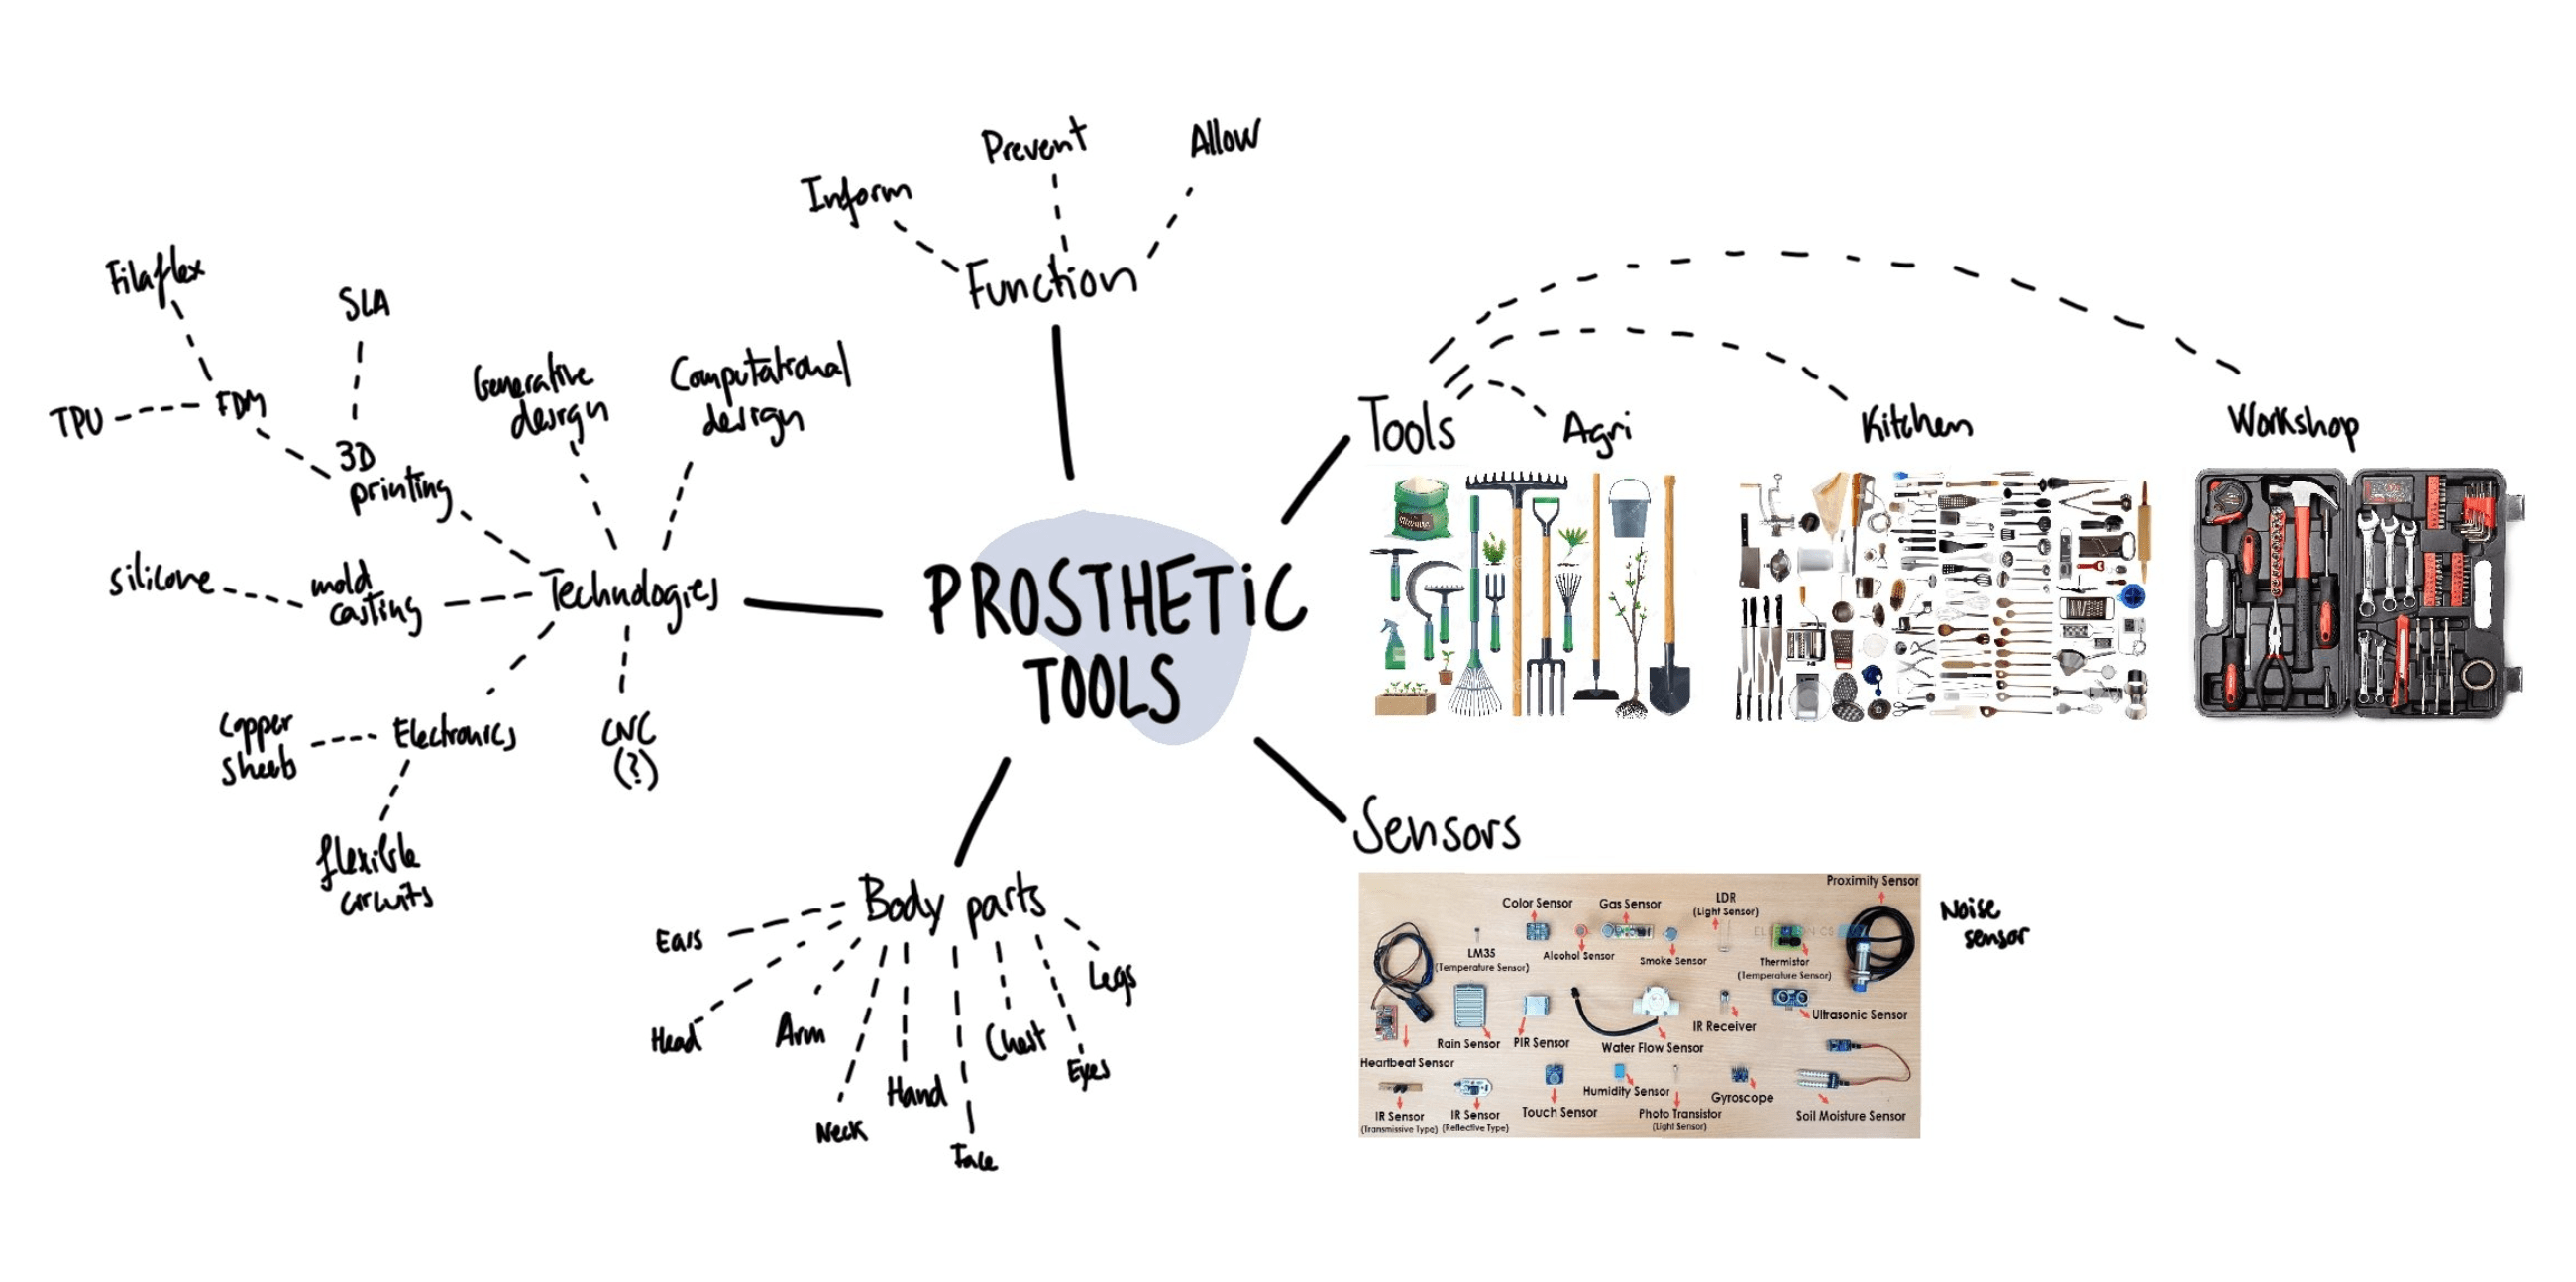 PROSTHETIC
TOOLS
Function
Inform
Prevent
Allow
Tools
Agri
Kitchen
Workshop
Sensors
Proximity Sensor
Color Sensor
Gas Sensor
LDR
(Light Sensor)
LM35
(Temperature Sensor)
Alcohol Sensor
Smoke Sensor
Thermistor
(Temperature Sensor)
Heartbeat Sensor
Rain Sensor
PIR Sensor
Water Flow Sensor
IR Receiver
Ultrasonic Sensor
IR Sensor
(Transmissive Type)
IR Sensor
(Reflective Type)
Touch Sensor
Humidity Sensor
Photo Transistor
(Light Sensor)
Gyroscope
Soil Moisture Sensor
Noise
sensor
Body parts
Ears
Head
Arm
Neck
Hand
Face
Chest
Eyes
Legs
Technologies
Computational
design
Generative
design
3D
printing
SLA
FDM
Filaflex
TPU
mold
casting
silicone
Electronics
Copper
sheets
flexible
circuits
CNC
(?)